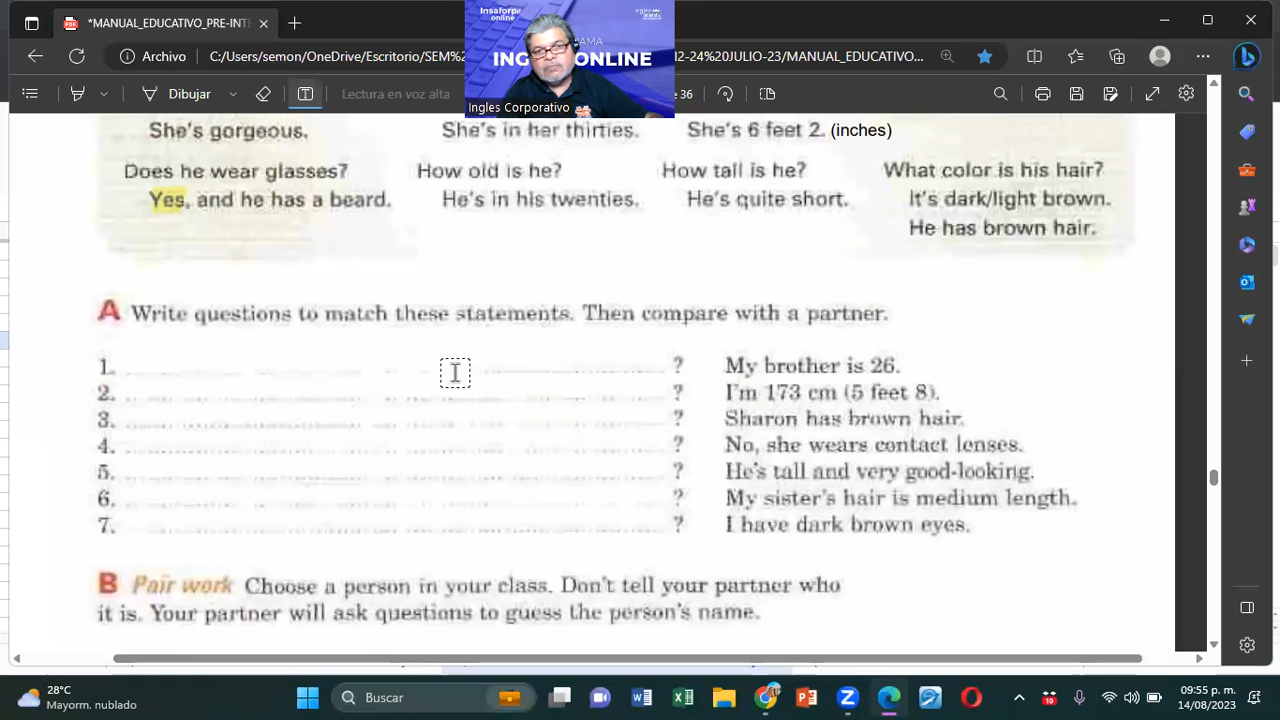 *MANUAL_EDUCATIVO_PRE-INTE
Archivo
C:/Users/semon/OneDrive/Escritorio/SEM%
2-24%20JULIO-23/MANUAL_EDUCATIVO...
Insaforp
online
ONLINE
Ingles Corporativo
Dibujar
Lectura en voz alta
e 36
She's gorgeous.
She's in her thirties.
She's 6 feet 2. (inches)
Does he wear glasses?
How old is he?
How tall is he?
What color is his hair?
Yes, and he has a beard.
He's in his twenties.
He's quite short.
It's dark/light brown.
He has brown hair.
A Write questions to match these statements. Then compare with a partner.
1. ? My brother is 26.
2. ? I'm 173 cm (5 feet 8).
3. ? Sharon has brown hair.
4. ? No, she wears contact lenses.
5. ? He's tall and very good-looking.
6. ? My sister's hair is medium length.
7. ? I have dark brown eyes.
B Pair work Choose a person in your class. Don't tell your partner who
it is. Your partner will ask questions to guess the person's name.
28°C
Mayorm. nublado
Buscar
09:55 p. m.
14/08/2023